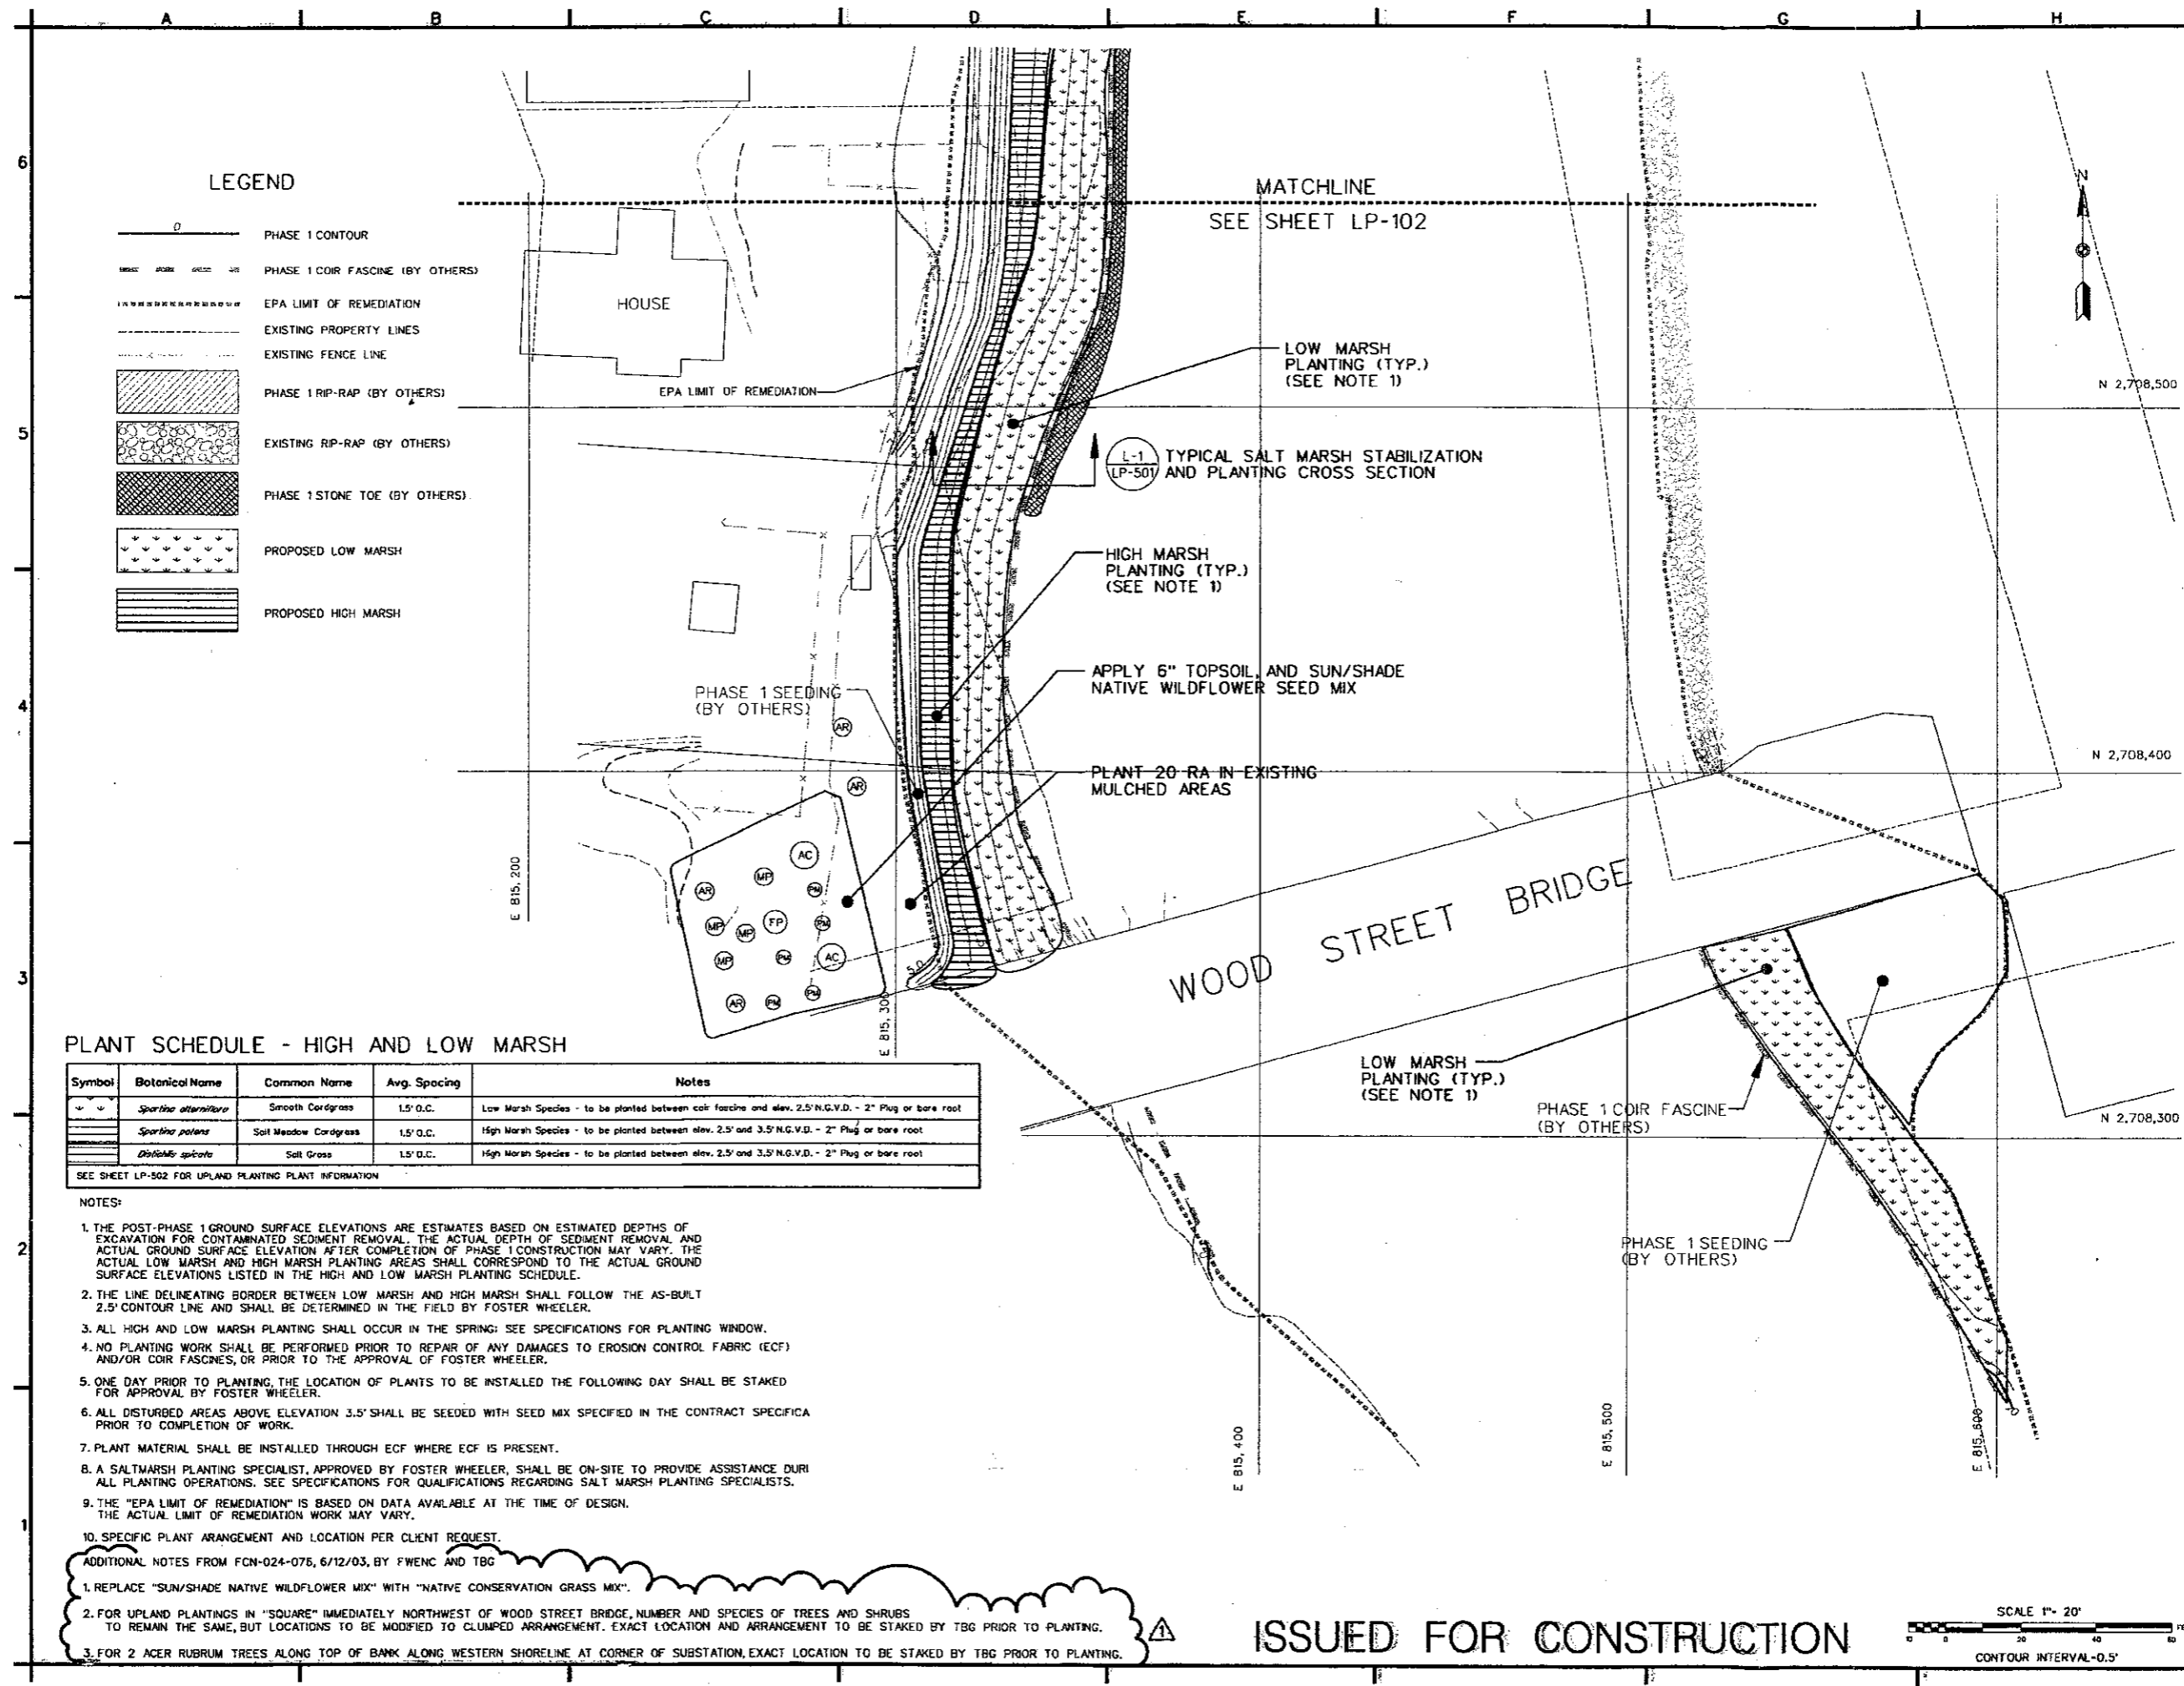 A B C D E F G H
6
5
4
3
2
1
LEGEND
0
PHASE 1 CONTOUR
PHASE 1 COIR FASCINE (BY OTHERS)
EPA LIMIT OF REMEDIATION
EXISTING PROPERTY LINES
EXISTING FENCE LINE
PHASE 1 RIP-RAP (BY OTHERS)
EXISTING RIP-RAP (BY OTHERS)
PHASE 1 STONE TOE (BY OTHERS)
PROPOSED LOW MARSH
PROPOSED HIGH MARSH
MATCHLINE
SEE SHEET LP-102
N
HOUSE
EPA LIMIT OF REMEDIATION
LOW MARSH
PLANTING (TYP.)
(SEE NOTE 1)
N 2,708,500
L-1
LP-501
TYPICAL SALT MARSH STABILIZATION
AND PLANTING CROSS SECTION
HIGH MARSH
PLANTING (TYP.)
(SEE NOTE 1)
APPLY 6" TOPSOIL AND SUN/SHADE
NATIVE WILDFLOWER SEED MIX
PHASE 1 SEEDING
(BY OTHERS)
AR
AR
PLANT 20 RA IN EXISTING
MULCHED AREAS
N 2,708,400
AC
AR MP PM
MP MP FP PM
MP PM AC
AR PM PM
5.0
E 815, 200
E 815, 300
E 815, 400
E 815, 500
E 815, 600
WOOD STREET BRIDGE
LOW MARSH
PLANTING (TYP.)
(SEE NOTE 1)
PHASE 1 COIR FASCINE
(BY OTHERS)
N 2,708,300
PHASE 1 SEEDING
(BY OTHERS)
PLANT SCHEDULE - HIGH AND LOW MARSH
Symbol Botanical Name Common Name Avg. Spacing Notes
Spartina alterniflora Smooth Cordgrass 1.5' O.C. Low Marsh Species - to be planted between coir fascine and elev. 2.5' N.G.V.D. - 2" Plug or bare root
Spartina patens Salt Meadow Cordgrass 1.5' O.C. High Marsh Species - to be planted between elev. 2.5' and 3.5' N.G.V.D. - 2" Plug or bare root
Distichlis spicata Salt Grass 1.5' O.C. High Marsh Species - to be planted between elev. 2.5' and 3.5' N.G.V.D. - 2" Plug or bare root
SEE SHEET LP-502 FOR UPLAND PLANTING PLANT INFORMATION
NOTES:
1. THE POST-PHASE 1 GROUND SURFACE ELEVATIONS ARE ESTIMATES BASED ON ESTIMATED DEPTHS OF
EXCAVATION FOR CONTAMINATED SEDIMENT REMOVAL. THE ACTUAL DEPTH OF SEDIMENT REMOVAL AND
ACTUAL GROUND SURFACE ELEVATION AFTER COMPLETION OF PHASE 1 CONSTRUCTION MAY VARY. THE
ACTUAL LOW MARSH AND HIGH MARSH PLANTING AREAS SHALL CORRESPOND TO THE ACTUAL GROUND
SURFACE ELEVATIONS LISTED IN THE HIGH AND LOW MARSH PLANTING SCHEDULE.
2. THE LINE DELINEATING BORDER BETWEEN LOW MARSH AND HIGH MARSH SHALL FOLLOW THE AS-BUILT
2.5' CONTOUR LINE AND SHALL BE DETERMINED IN THE FIELD BY FOSTER WHEELER.
3. ALL HIGH AND LOW MARSH PLANTING SHALL OCCUR IN THE SPRING; SEE SPECIFICATIONS FOR PLANTING WINDOW.
4. NO PLANTING WORK SHALL BE PERFORMED PRIOR TO REPAIR OF ANY DAMAGES TO EROSION CONTROL FABRIC (ECF)
AND/OR COIR FASCINES, OR PRIOR TO THE APPROVAL OF FOSTER WHEELER.
5. ONE DAY PRIOR TO PLANTING, THE LOCATION OF PLANTS TO BE INSTALLED THE FOLLOWING DAY SHALL BE STAKED
FOR APPROVAL BY FOSTER WHEELER.
6. ALL DISTURBED AREAS ABOVE ELEVATION 3.5' SHALL BE SEEDED WITH SEED MIX SPECIFIED IN THE CONTRACT SPECIFICA
PRIOR TO COMPLETION OF WORK.
7. PLANT MATERIAL SHALL BE INSTALLED THROUGH ECF WHERE ECF IS PRESENT.
8. A SALTMARSH PLANTING SPECIALIST, APPROVED BY FOSTER WHEELER, SHALL BE ON-SITE TO PROVIDE ASSISTANCE DURI
ALL PLANTING OPERATIONS. SEE SPECIFICATIONS FOR QUALIFICATIONS REGARDING SALT MARSH PLANTING SPECIALISTS.
9. THE "EPA LIMIT OF REMEDIATION" IS BASED ON DATA AVAILABLE AT THE TIME OF DESIGN.
THE ACTUAL LIMIT OF REMEDIATION WORK MAY VARY.
10. SPECIFIC PLANT ARANGEMENT AND LOCATION PER CLIENT REQUEST.
ADDITIONAL NOTES FROM FCN-024-075, 6/12/03, BY FWENC AND TBG
1. REPLACE "SUN/SHADE NATIVE WILDFLOWER MIX" WITH "NATIVE CONSERVATION GRASS MIX".
2. FOR UPLAND PLANTINGS IN "SQUARE" IMMEDIATELY NORTHWEST OF WOOD STREET BRIDGE, NUMBER AND SPECIES OF TREES AND SHRUBS
TO REMAIN THE SAME, BUT LOCATIONS TO BE MODIFIED TO CLUMPED ARRANGEMENT. EXACT LOCATION AND ARRANGEMENT TO BE STAKED BY TBG PRIOR TO PLANTING.
3. FOR 2 ACER RUBRUM TREES ALONG TOP OF BANK ALONG WESTERN SHORELINE AT CORNER OF SUBSTATION, EXACT LOCATION TO BE STAKED BY TBG PRIOR TO PLANTING.
1
ISSUED FOR CONSTRUCTION
SCALE 1"- 20'
20 40 60
CONTOUR INTERVAL-0.5'
A B C D E F G H